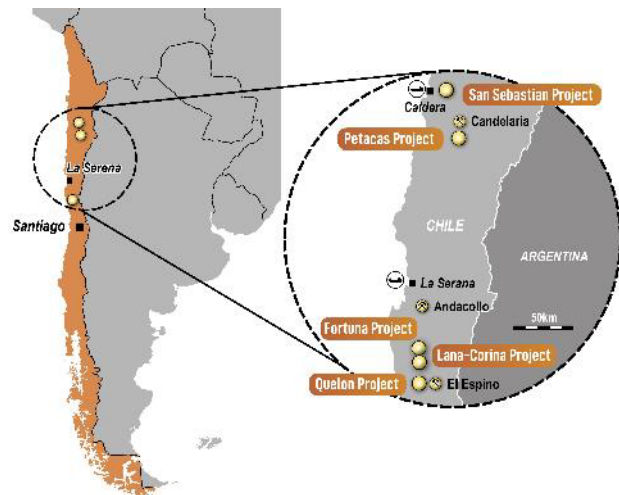 La Serena
Santiago
San Sebastian Project
Caldera
Candelaria
Petacas Project
CHILE
ARGENTINA
La Serana
Andacollo
50km
Fortuna Project
Lana-Corina Project
Quelon Project
El Espino